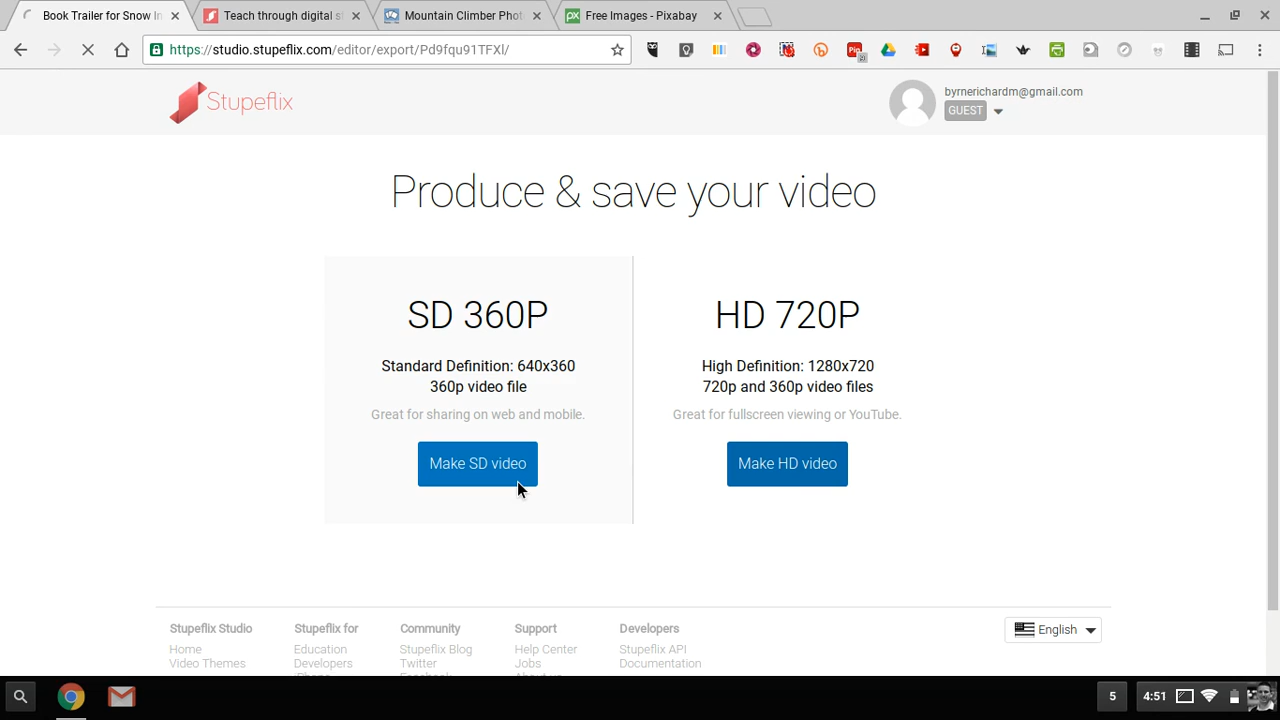 Book Trailer for Snow In
Teach through digital s
Mountain Climber Phot
Free Images - Pixabay
https://studio.stupeflix.com/editor/export/Pd9fqu91TFXl/
Stupeflix
byrnerichardm@gmail.com
GUEST
Produce & save your video
SD 360P
Standard Definition: 640x360
360p video file
Great for sharing on web and mobile.
Make SD video
HD 720P
High Definition: 1280x720
720p and 360p video files
Great for fullscreen viewing or YouTube.
Make HD video
Stupeflix Studio
Home
Video Themes
Stupeflix for
Education
Developers
Community
Stupeflix Blog
Twitter
Support
Help Center
Jobs
Developers
Stupeflix API
Documentation
English
5
4:51